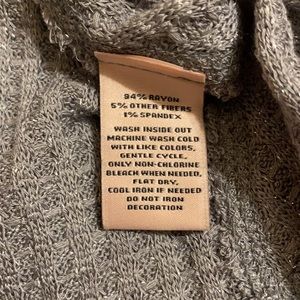 94% RAYON
5% OTHER FIBERS
1% SPANDEX
WASH INSIDE OUT
MACHINE WASH COLD
WITH LIKE COLORS,
GENTLE CYCLE,
ONLY NON-CHLORINE
BLEACH WHEN NEEDED,
FLAT DRY,
COOL IRON IF NEEDED
DO NOT IRON
DECORATION